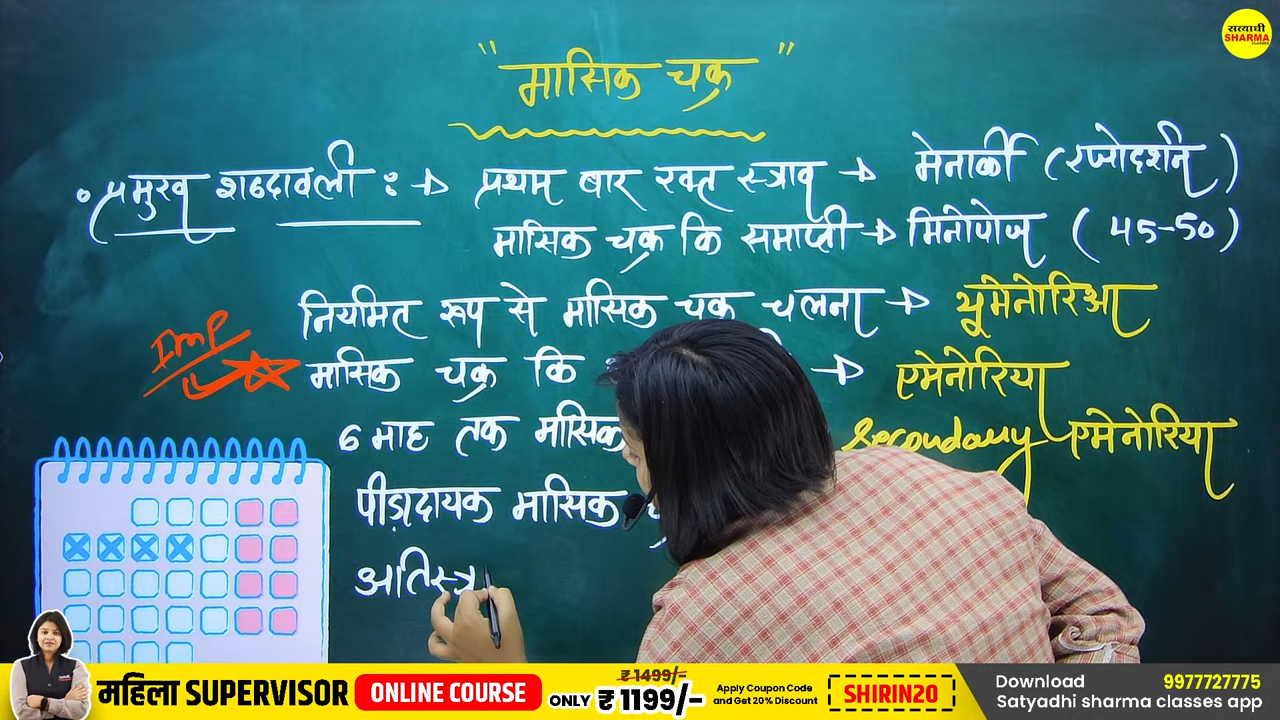 सत्याधी
SHARMA
CLASSES
"मासिक चक्र"
प्रमुख शब्दावली :→ प्रथम बार रक्त स्त्राव → मेनार्की (रजोदर्शन)
मासिक चक्र कि समाप्ती → मिनोपोज (45-50)
नियमित रूप से मासिक चक्र चलना → यूमेनोरिआ
IMP मासिक चक्र कि → एमेनोरिया
6 माह तक मासिक Secondary एमेनोरिया
पीड़ादायक मासिक
अतिस्त्र
महिला SUPERVISOR ONLINE COURSE ₹1499/- ONLY ₹1199/- Apply Coupon Code and Get 20% Discount SHIRIN20
Download 9977727775
Satyadhi sharma classes app